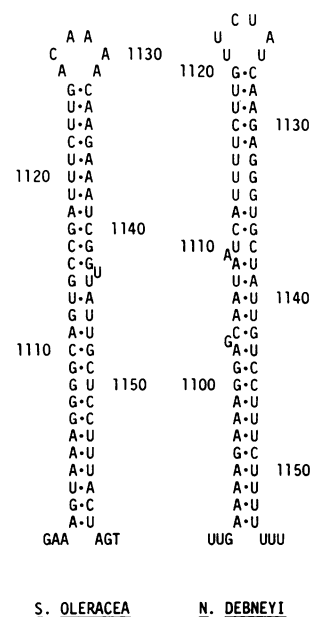 C U
A A U A
C A 1130 U U
A A 1120 G·C
G·C U·A
U·A U·A
U·A C·G 1130
C·G U·A
U·A U G
1120 U·A U G
U·A U U
A·U A·U
G·C 1140 C·G
C·G 1110 U C
C·G U A A·U
U·A U·A
G U A·U 1140
A·U A·U
G·U C·G
1110 C·G G A·U
G·C G·C
G U 1150 1100 G·C
G·C A·U
G·C G·U
A·U A·U
A·U G·C
A·U A·U 1150
U·A A·U
G·C A·U
A·U A·U
GAA AGT UUG UUU
S. OLERACEA N. DEBNEYI